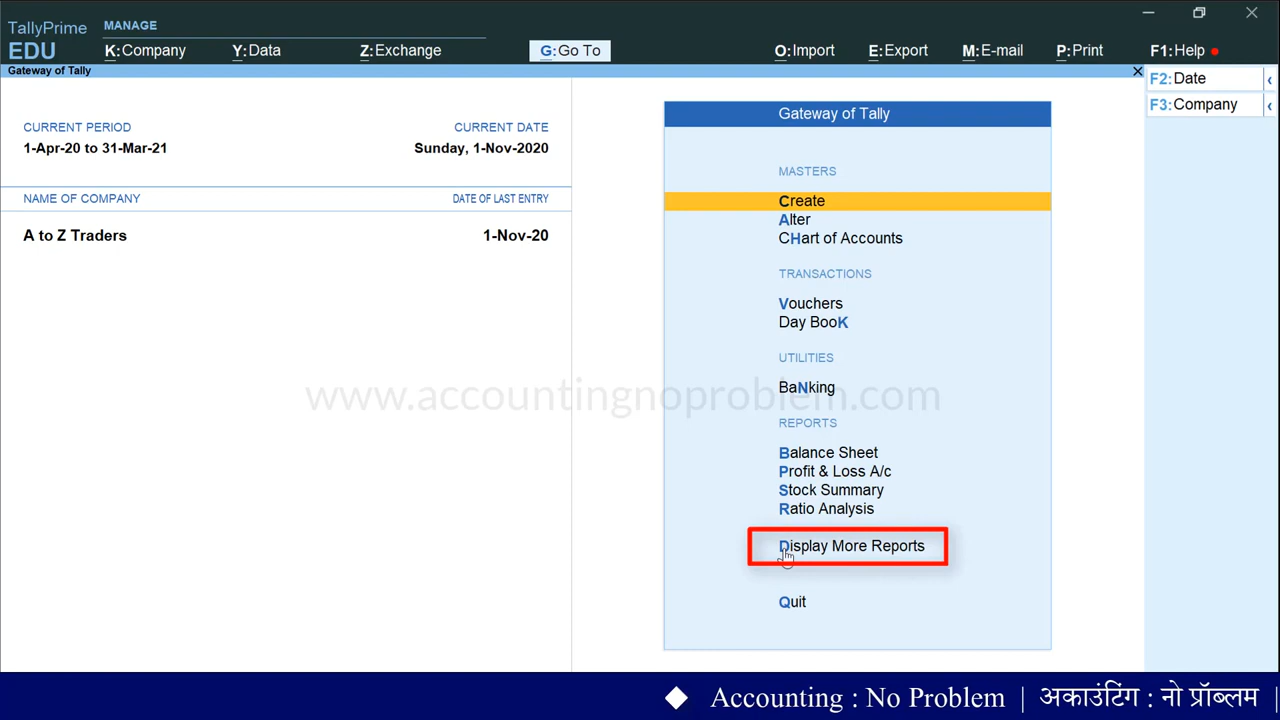 TallyPrime
EDU
MANAGE
K:Company Y:Data Z:Exchange G:Go To O:Import E:Export M:E-mail P:Print F1:Help
Gateway of Tally
F2: Date
F3: Company
CURRENT PERIOD CURRENT DATE
1-Apr-20 to 31-Mar-21 Sunday, 1-Nov-2020
NAME OF COMPANY DATE OF LAST ENTRY
A to Z Traders 1-Nov-20
Gateway of Tally
MASTERS
Create
Alter
CHart of Accounts
TRANSACTIONS
Vouchers
Day BooK
UTILITIES
BaNking
REPORTS
Balance Sheet
Profit & Loss A/c
Stock Summary
Ratio Analysis
Display More Reports
Quit
www.accountingnoproblem.com
Accounting : No Problem | अकाउंटिंग : नो प्रॉब्लम |